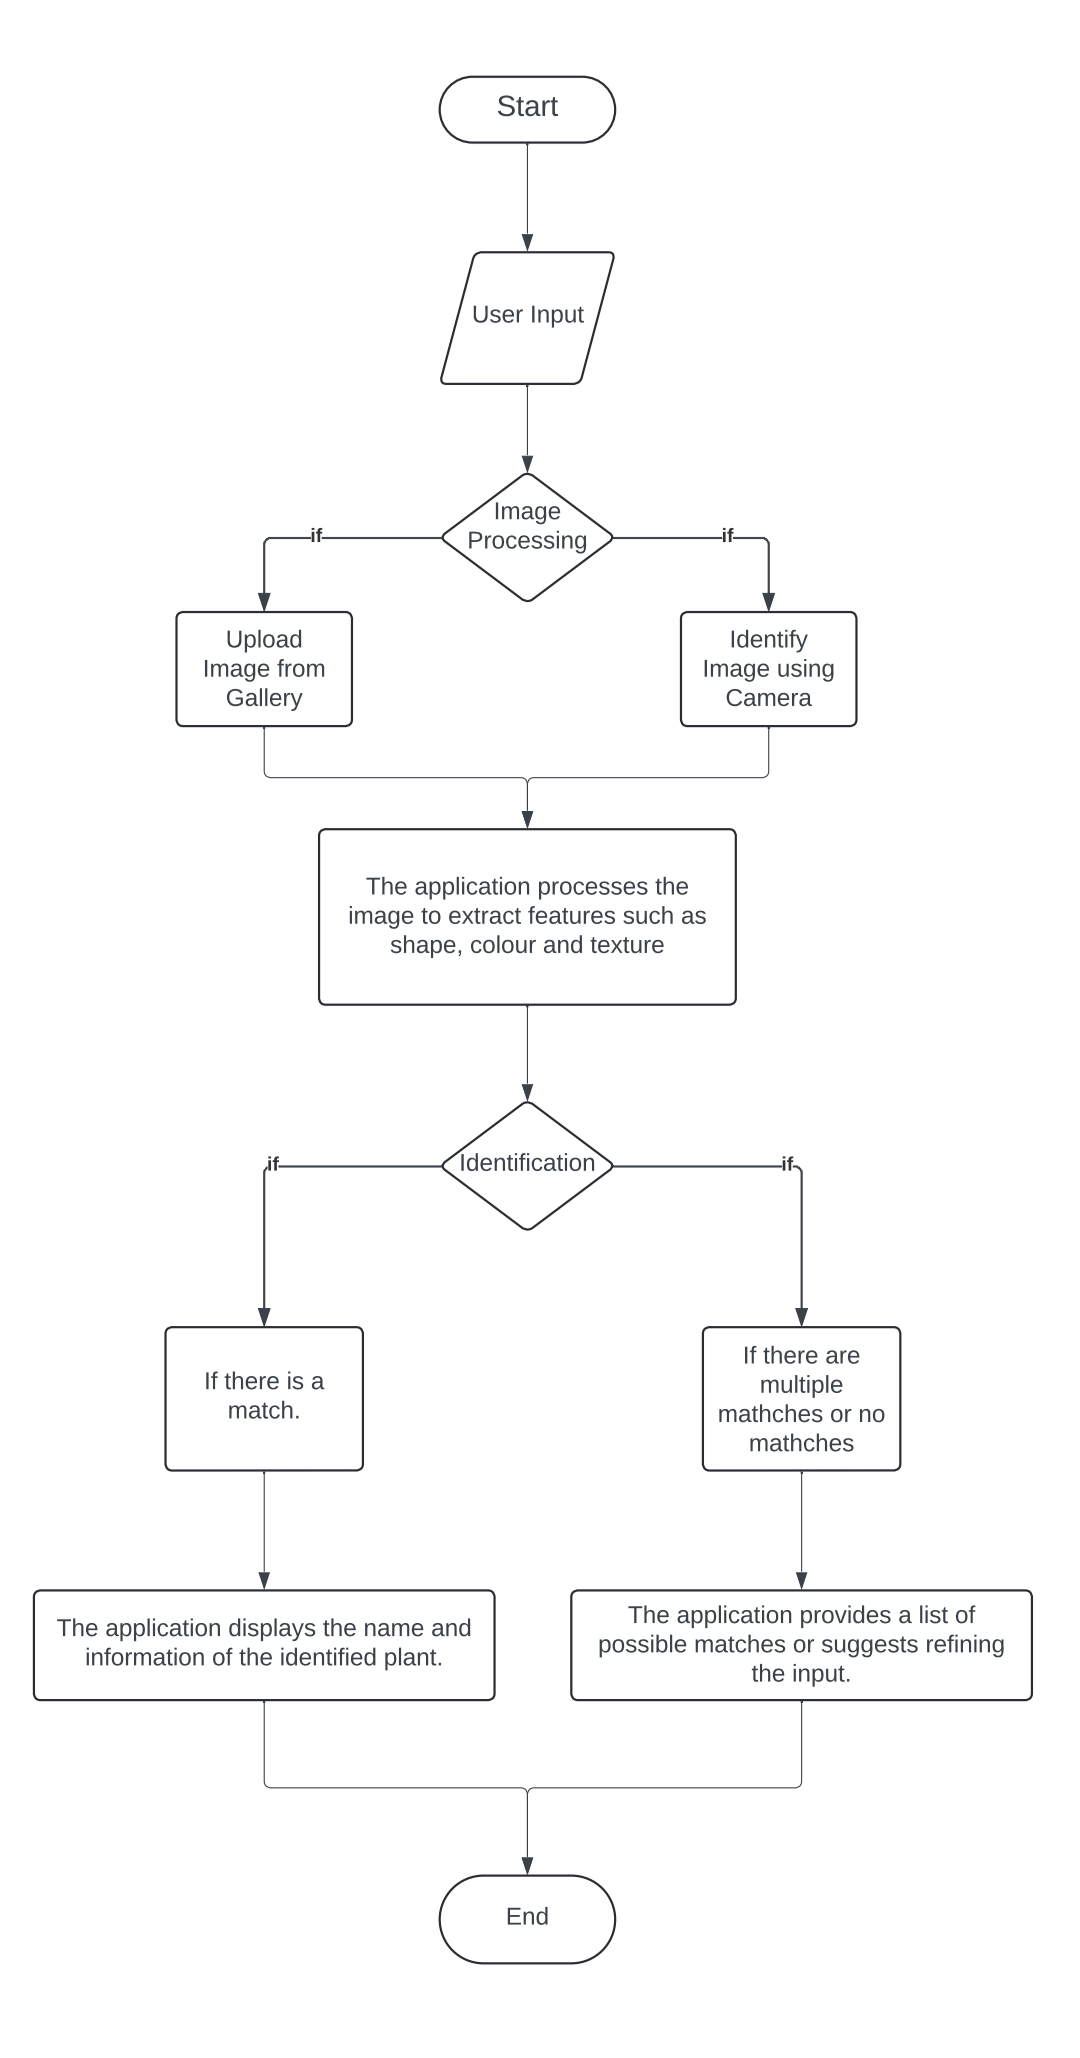 Start
User Input
Image
Processing
if
if
Upload
Image from
Gallery
Identify
Image using
Camera
The application processes the
image to extract features such as
shape, colour and texture
Identification
if
if
If there is a
match.
If there are
multiple
mathches or no
mathches
The application displays the name and
information of the identified plant.
The application provides a list of
possible matches or suggests refining
the input.
End